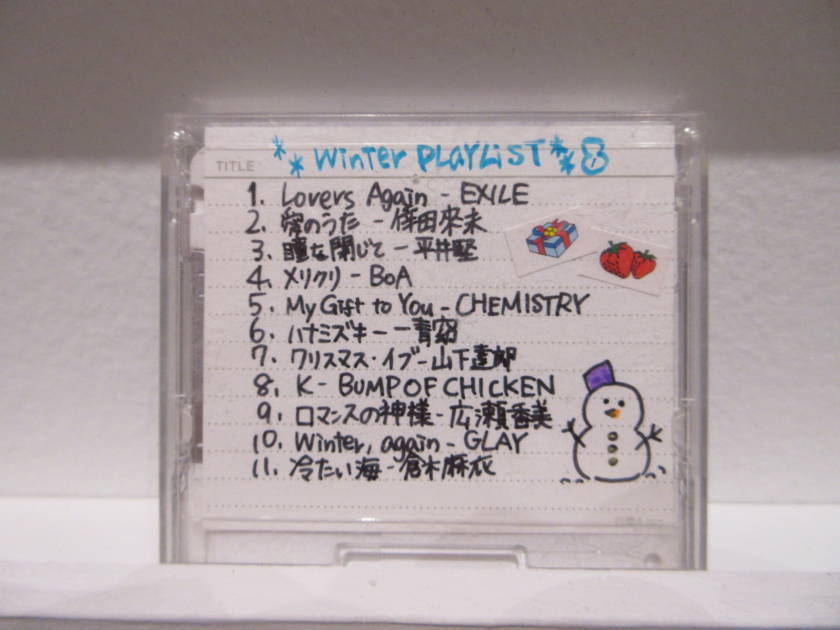 TITLE Winter PLAYLiST
1. Lovers Again - EXILE
2. 愛のうた -倖田來未
3. 瞳を閉じて - 平井堅
4. メリクリ - BoA
5. My Gift to You - CHEMISTRY
6. ハナミズキ - 一青窈
7. クリスマス・イブ - 山下達郎
8. K - BUMP OF CHICKEN
9. ロマンスの神様 - 広瀬香美
10. Winter, again - GLAY
11. 冷たい海 - 倉木麻衣